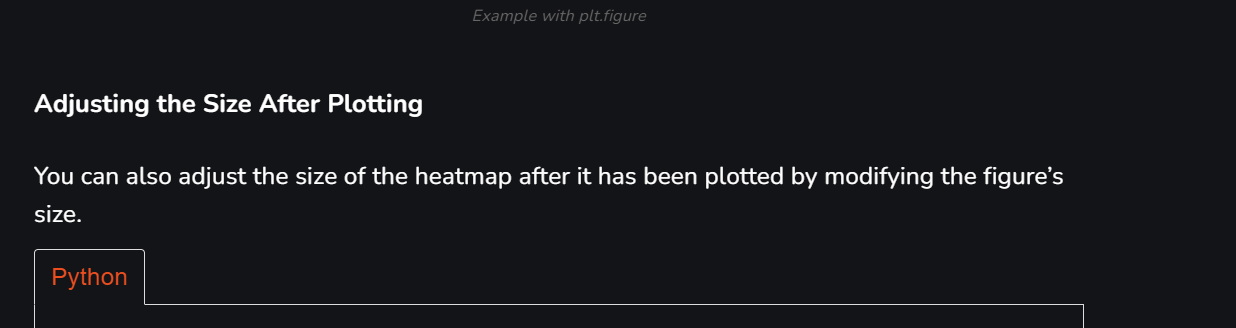 Example with plt.figure
Adjusting the Size After Plotting
You can also adjust the size of the heatmap after it has been plotted by modifying the figure’s
size.
Python